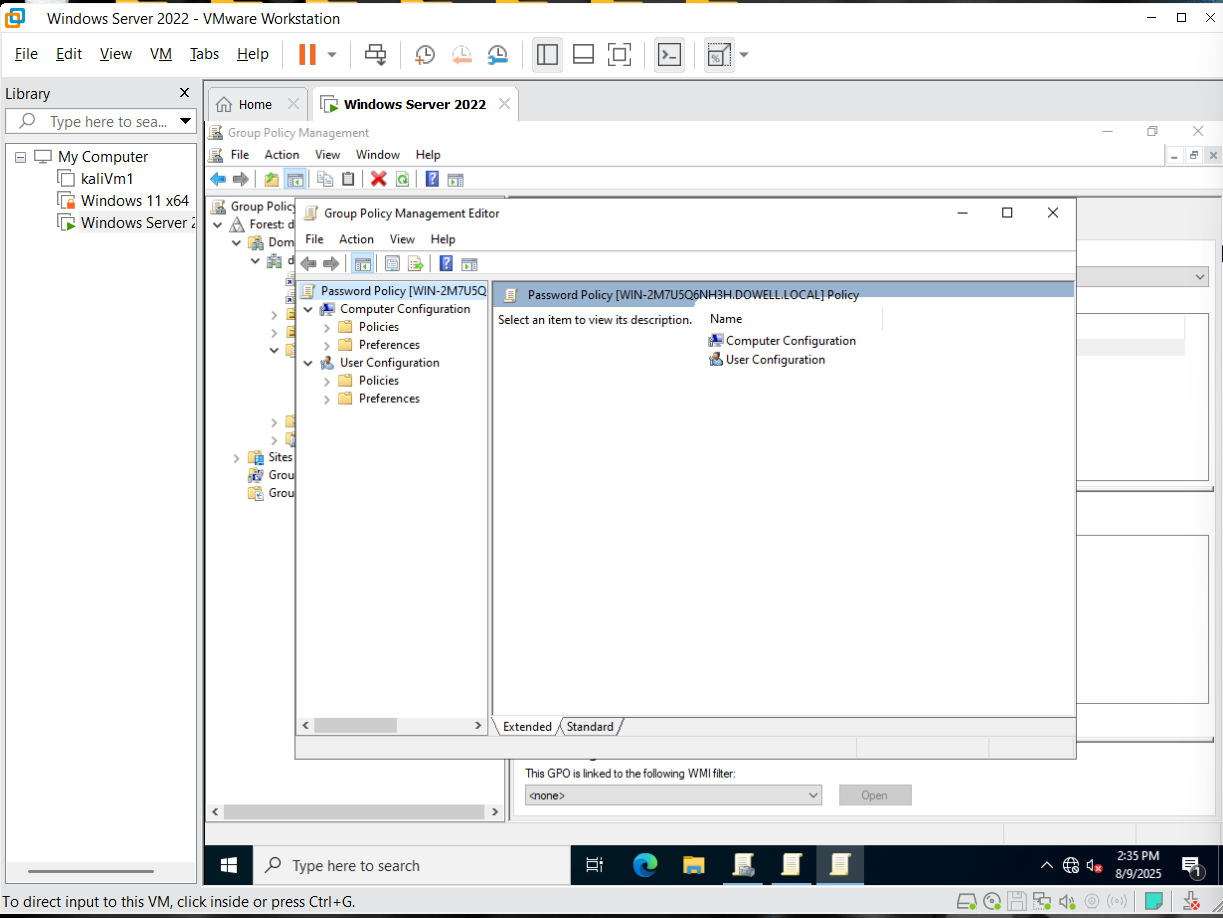 Windows Server 2022 - VMware Workstation
File Edit View VM Tabs Help
Library
Type here to sea...
My Computer
kaliVm1
Windows 11 x64
Windows Server 2
Home
Windows Server 2022
Group Policy Management
File Action View Window Help
Group Policy
Forest: d
Dom
d
Sites
Grou
Grou
Group Policy Management Editor
File Action View Help
Password Policy [WIN-2M7U5Q
Computer Configuration
Policies
Preferences
User Configuration
Policies
Preferences
Password Policy [WIN-2M7U5Q6NH3H.DOWELL.LOCAL] Policy
Select an item to view its description.
Name
Computer Configuration
User Configuration
Extended Standard
This GPO is linked to the following WMI filter:
<none>
Open
Type here to search
2:35 PM
8/9/2025
1
To direct input to this VM, click inside or press Ctrl+G.